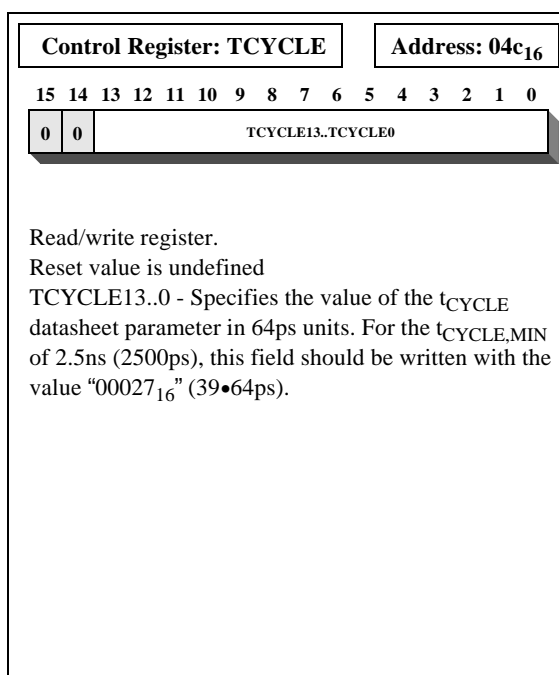 Control Register: TCYCLE Address: 04c₁₆
15 14 13 12 11 10 9 8 7 6 5 4 3 2 1 0
0 0 TCYCLE13..TCYCLE0
Read/write register.
Reset value is undefined
TCYCLE13..0 - Specifies the value of the tCYCLE
datasheet parameter in 64ps units. For the tCYCLE,MIN
of 2.5ns (2500ps), this field should be written with the
value “00027₁₆” (39•64ps).